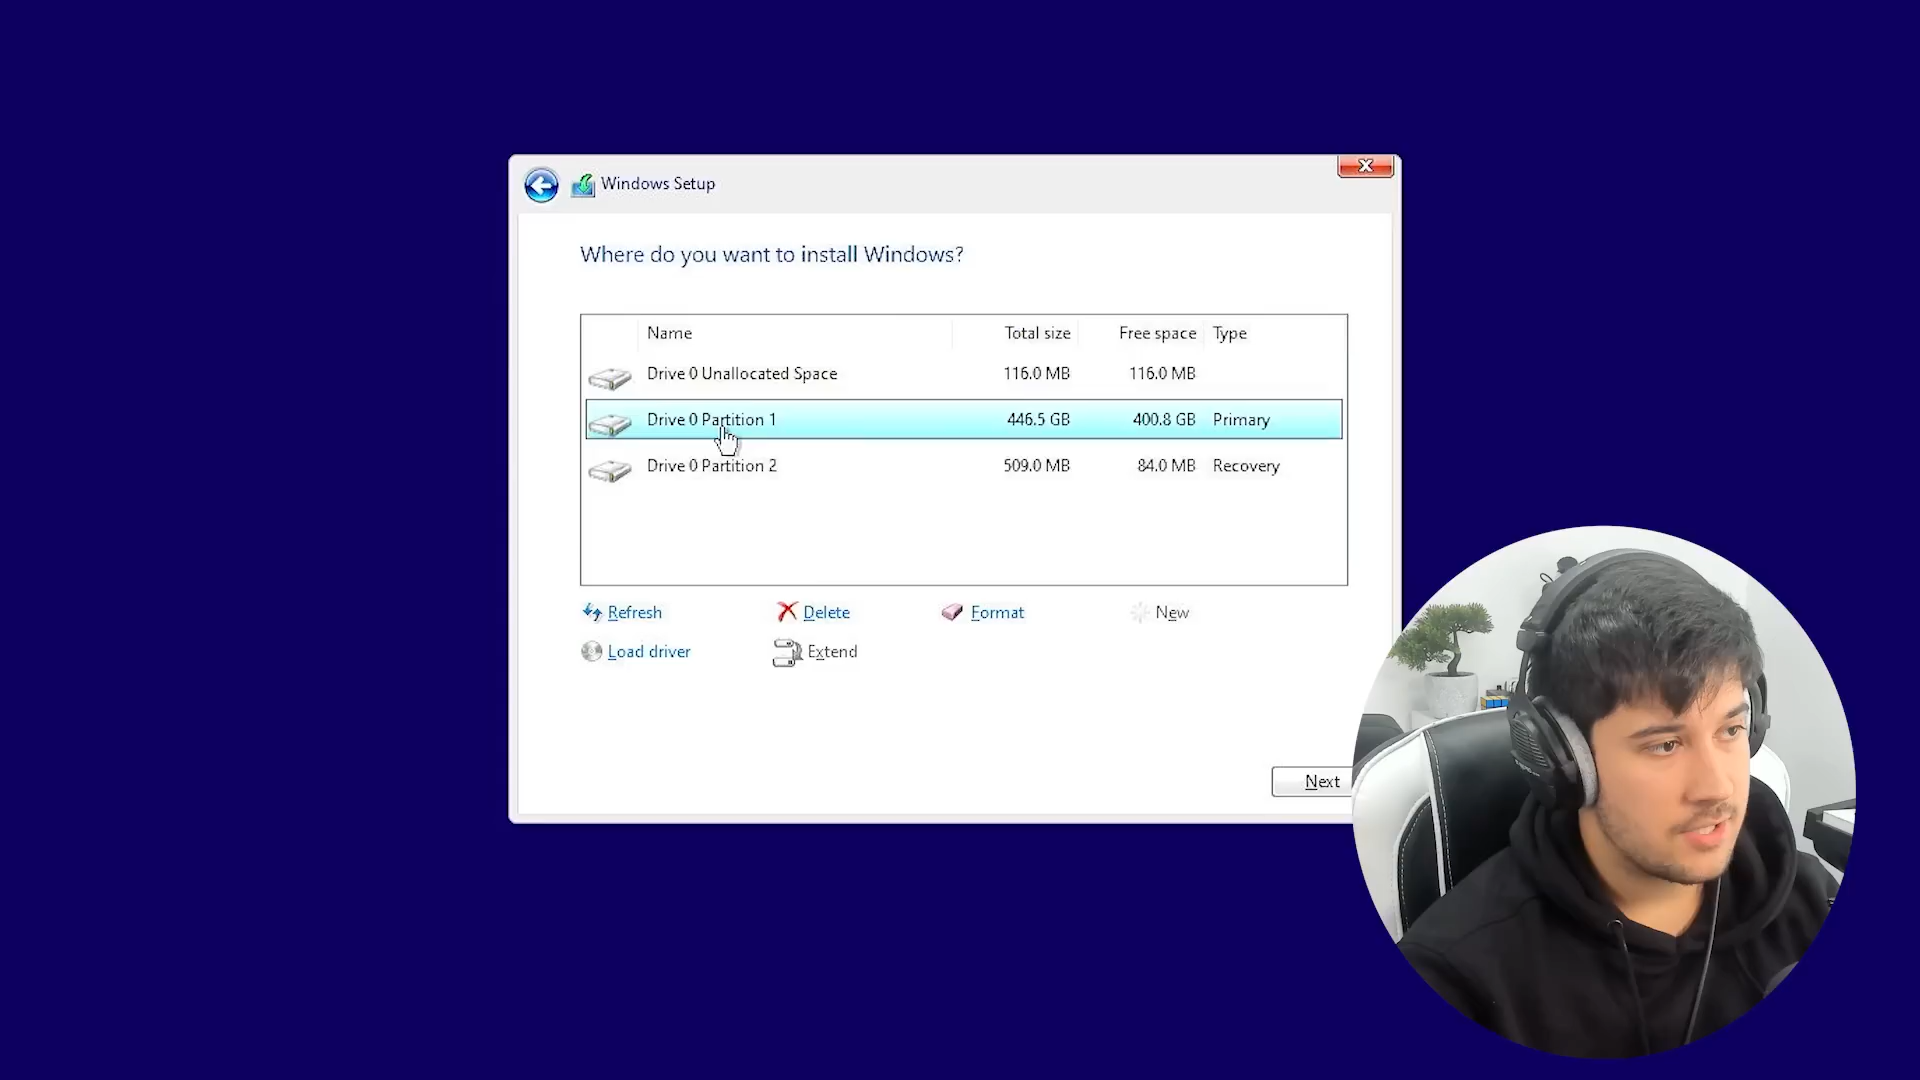 Windows Setup
Where do you want to install Windows?
Name Total size Free space Type
Drive 0 Unallocated Space 116.0 MB 116.0 MB
Drive 0 Partition 1 446.5 GB 400.8 GB Primary
Drive 0 Partition 2 509.0 MB 84.0 MB Recovery
Refresh Delete Format New
Load driver Extend
Next